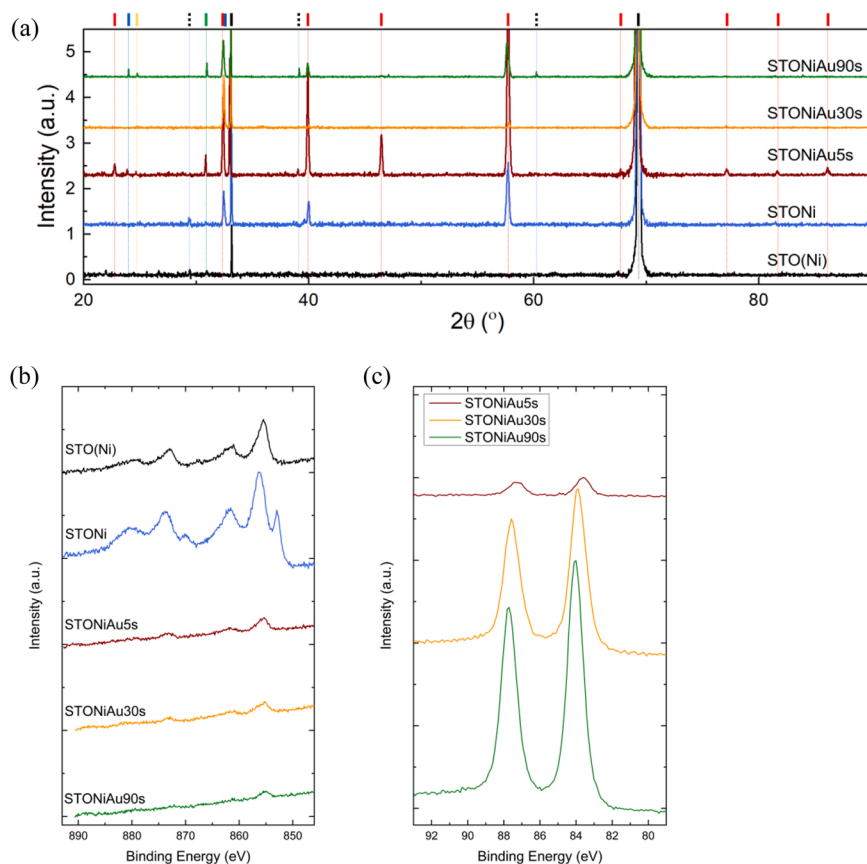 (a)
5
4
3
2
1
0
Intensity (a.u.)
STONiAu90s
STONiAu30s
STONiAu5s
STONi
STO(Ni)
20
40
60
80
2θ (°)
(b)
STO(Ni)
STONi
STONiAu5s
STONiAu30s
STONiAu90s
Intensity (a.u.)
890
880
870
860
850
Binding Energy (eV)
(c)
STONiAu5s
STONiAu30s
STONiAu90s
Intensity (a.u.)
92
90
88
86
84
82
80
Binding Energy (eV)